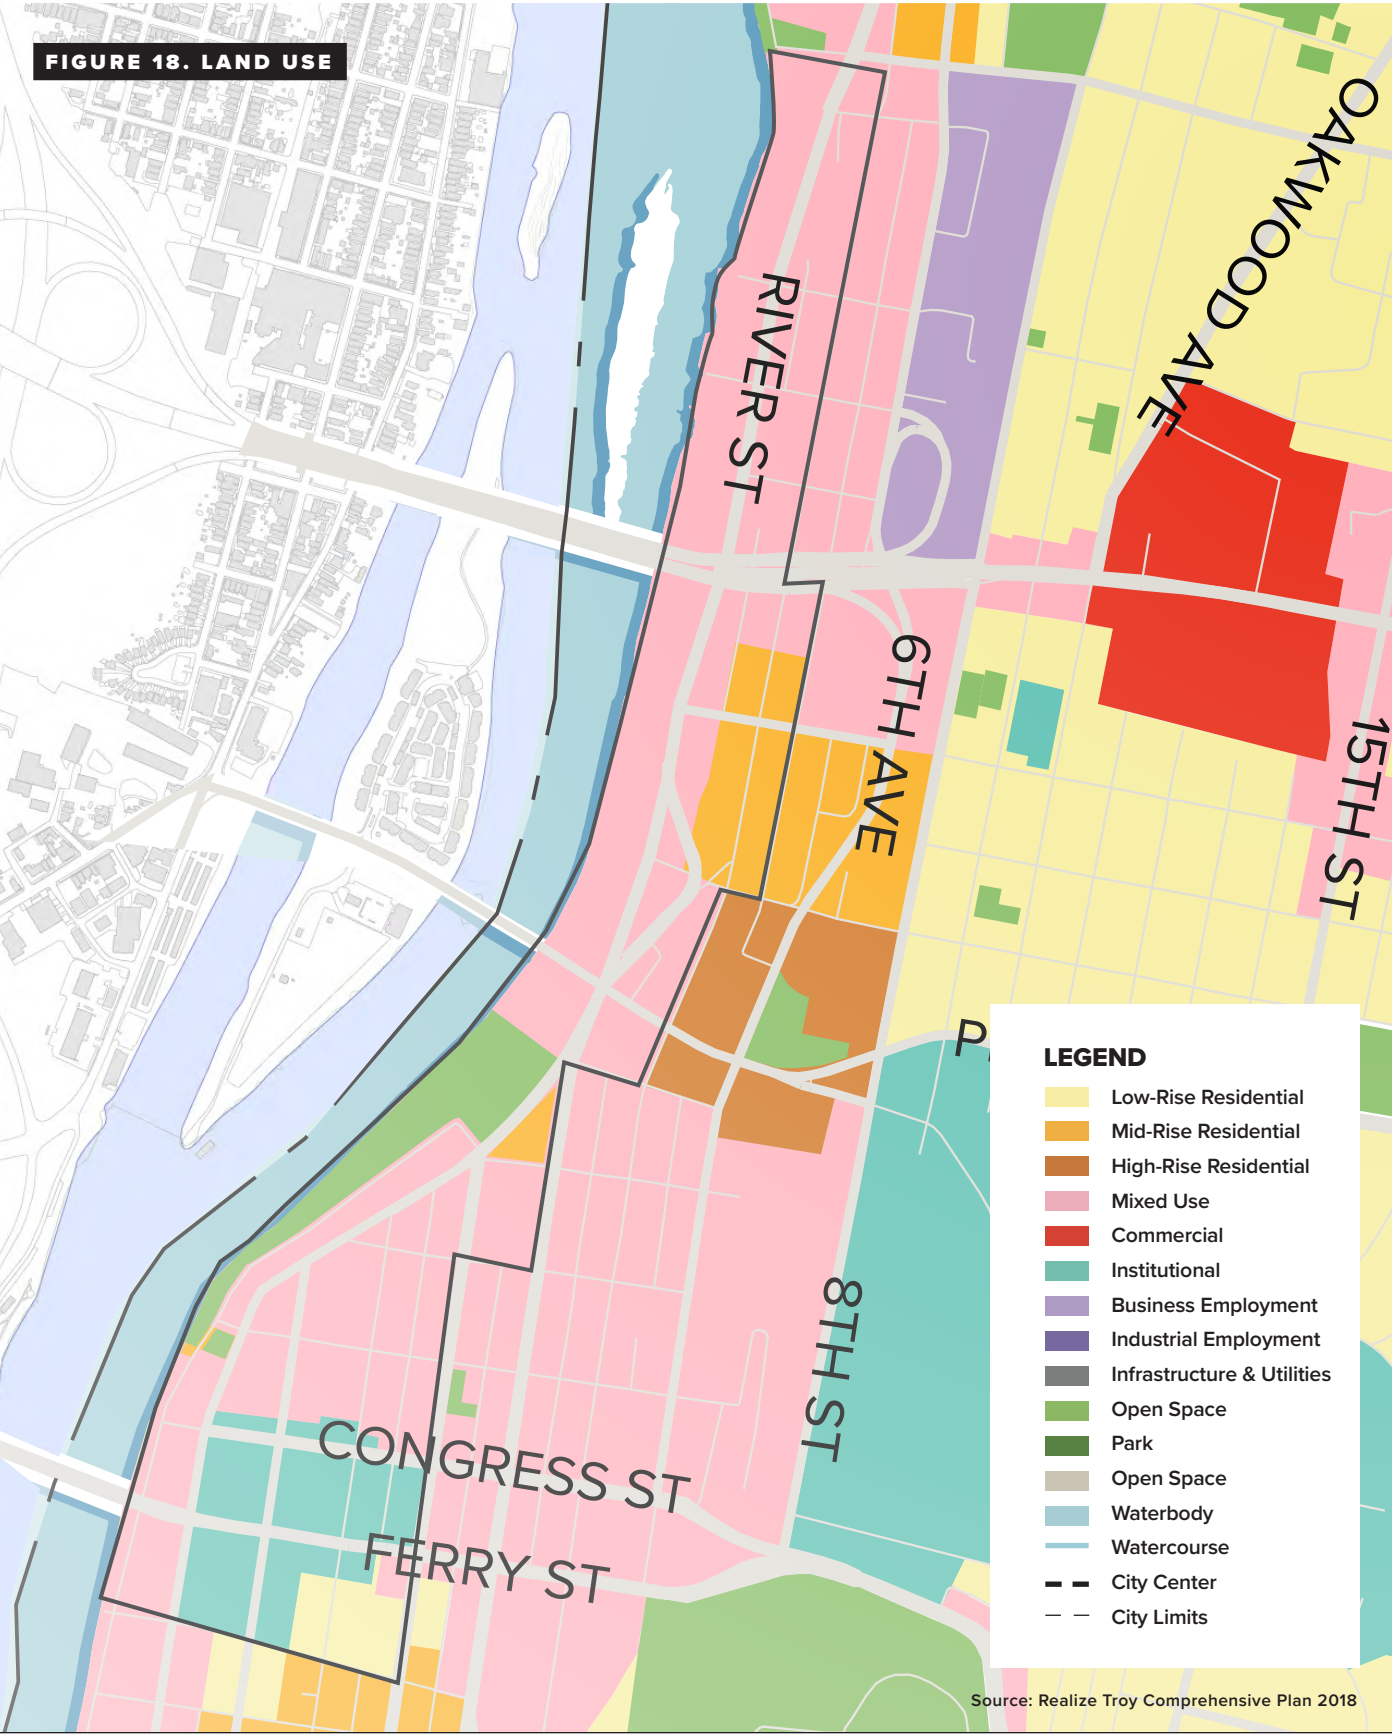 FIGURE 18. LAND USE
OAKWOOD AVE
RIVER ST
6TH AVE
15TH ST
P
8TH ST
CONGRESS ST
FERRY ST
LEGEND
Low-Rise Residential
Mid-Rise Residential
High-Rise Residential
Mixed Use
Commercial
Institutional
Business Employment
Industrial Employment
Infrastructure & Utilities
Open Space
Park
Open Space
Waterbody
Watercourse
City Center
City Limits
Source: Realize Troy Comprehensive Plan 2018